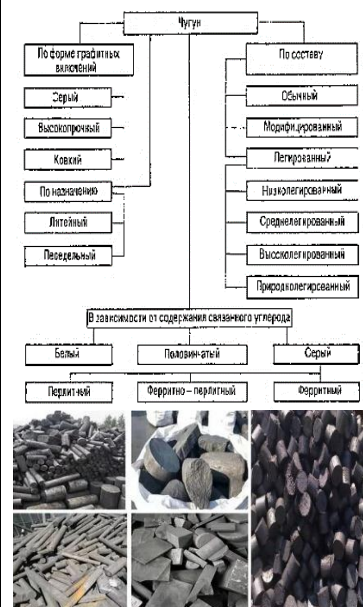 Чугун
По форме графитных
включений
Серый
Высокопрочный
Ковкий
По назначению
Литейный
Передельный
По составу
Обычный
Модифицированный
Легированный
Низколегированный
Среднелегированный
Высоколегированный
Природнолегированный
В зависимости от содержания связанного углерода
Белый
Половинчатый
Серый
Перлитный
Ферритно – перлитный
Ферритный